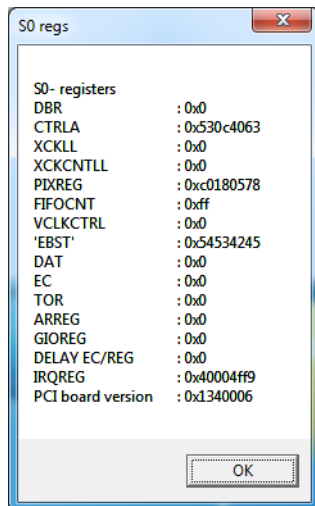 S0 regs
S0- registers
DBR : 0x0
CTRLA : 0x530c4063
XCKLL : 0x0
XCKCNTLL : 0x0
PIXREG : 0xc0180578
FIFOCNT : 0xff
VCLKCTRL : 0x0
'EBST' : 0x54534245
DAT : 0x0
EC : 0x0
TOR : 0x0
ARREG : 0x0
GIOREG : 0x0
DELAY EC/REG : 0x0
IRQREG : 0x40004ff9
PCI board version : 0x1340006
OK